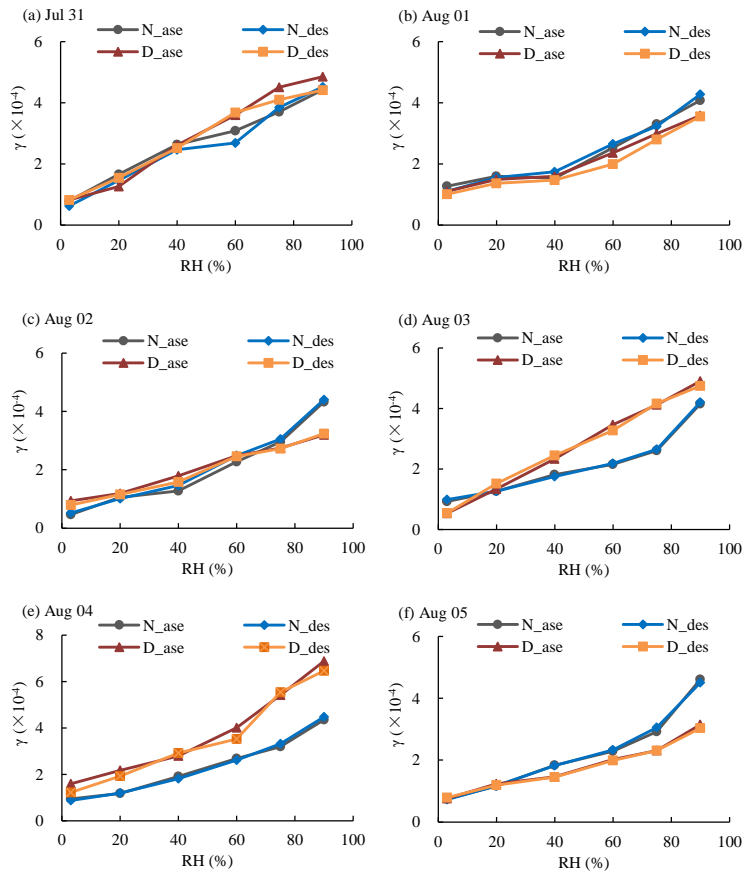 (a) Jul 31
N_ase N_des
D_ase D_des
6
4
2
0
γ (×10⁻⁴)
0 20 40 60 80 100
RH (%)
(b) Aug 01
N_ase N_des
D_ase D_des
6
4
2
0
γ (×10⁻⁴)
0 20 40 60 80 100
RH (%)
(c) Aug 02
N_ase N_des
D_ase D_des
6
4
2
0
γ (×10⁻⁴)
0 20 40 60 80 100
RH (%)
(d) Aug 03
N_ase N_des
D_ase D_des
6
4
2
0
γ (×10⁻⁴)
0 20 40 60 80 100
RH (%)
(e) Aug 04
N_ase N_des
D_ase D_des
8
6
4
2
0
γ (×10⁻⁴)
0 20 40 60 80 100
RH (%)
(f) Aug 05
N_ase N_des
D_ase D_des
6
4
2
0
γ (×10⁻⁴)
0 20 40 60 80 100
RH (%)